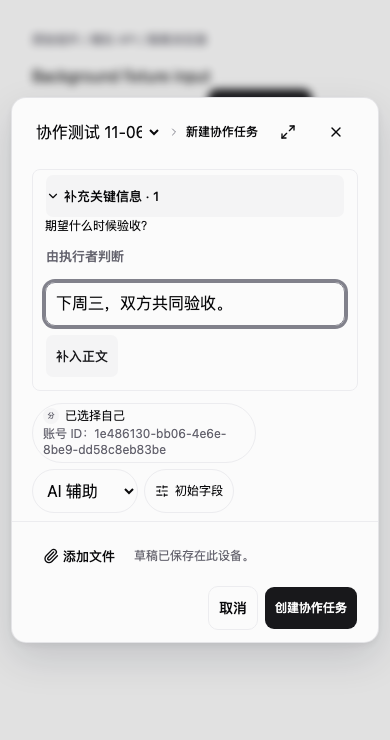 Background fixture input
协作测试 11-06
新建协作任务
补充关键信息 · 1
期望什么时候验收?
由执行者判断
下周三，双方共同验收。
补入正文
分 已选择自己
账号 ID：1e486130-bb06-4e6e-
8be9-dd58c8eb83be
AI 辅助
初始字段
添加文件
草稿已保存在此设备。
取消
创建协作任务